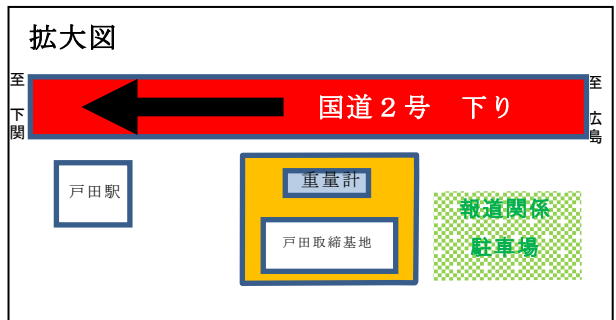 拡大図
至 下関
国道２号　下り
至 広島
戸田駅
重量計
戸田取締基地
報道関係
駐車場